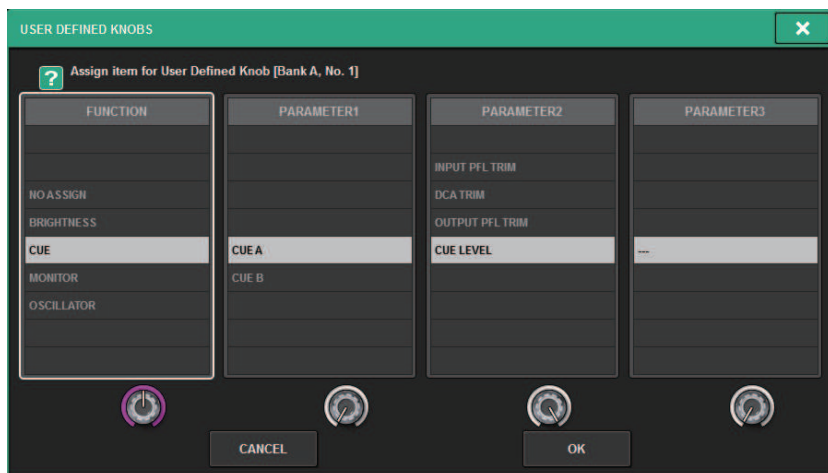 USER DEFINED KNOBS
?
Assign item for User Defined Knob [Bank A, No. 1]
FUNCTION
PARAMETER1
PARAMETER2
PARAMETER3
NO ASSIGN
BRIGHTNESS
CUE
MONITOR
OSCILLATOR
CUE A
CUE B
INPUT PFL TRIM
DCA TRIM
OUTPUT PFL TRIM
CUE LEVEL
---
CANCEL
OK